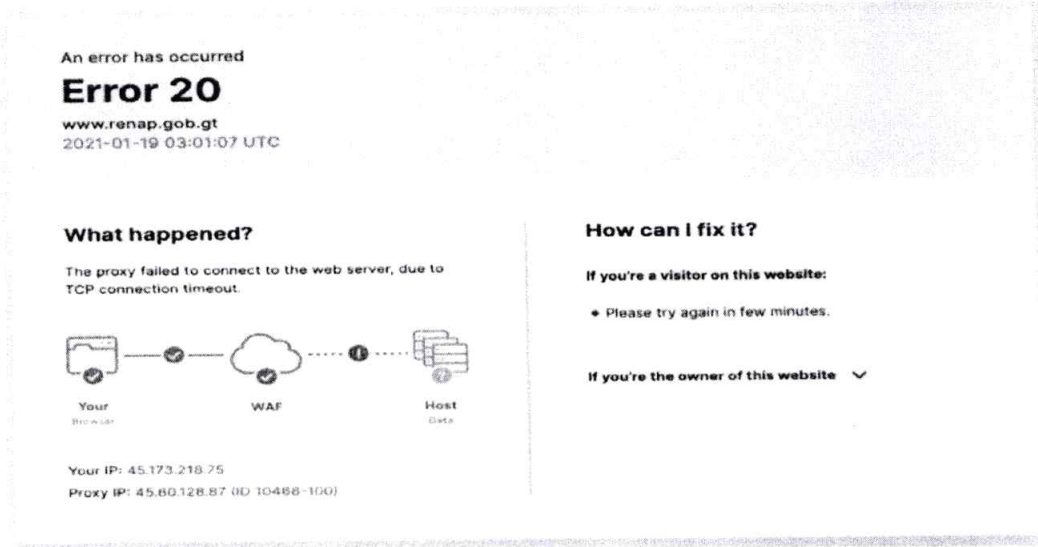 An error has occurred
Error 20
www.renap.gob.gt
2021-01-19 03:01:07 UTC
What happened?
The proxy failed to connect to the web server, due to
TCP connection timeout.
Your
Browser
WAF
Host
Data
Your IP: 45.173.218.75
Proxy IP: 45.60.128.87 (ID 10468-100)
How can I fix it?
If you're a visitor on this website:
• Please try again in few minutes.
If you're the owner of this website